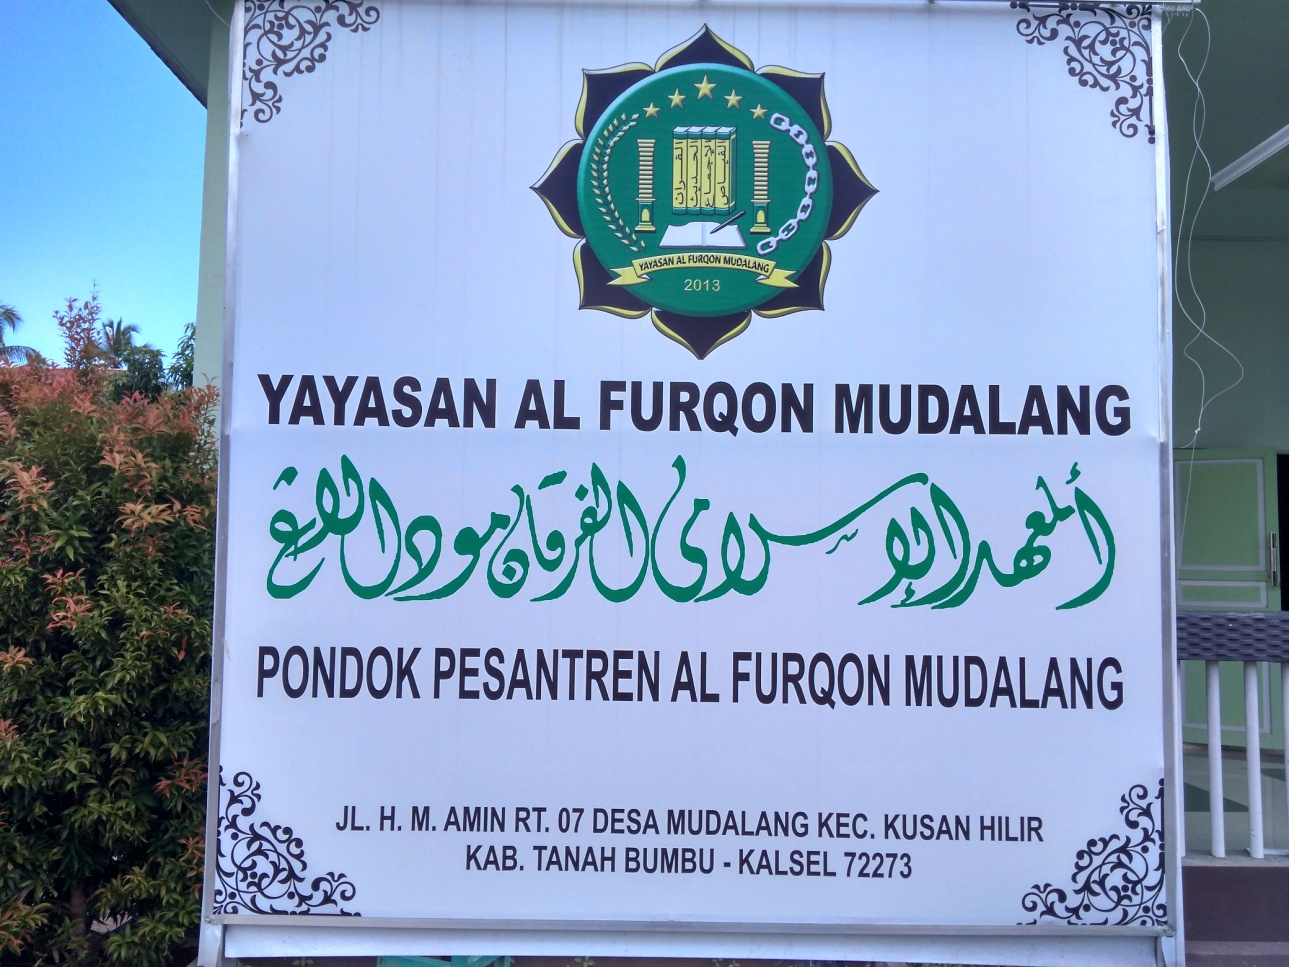 YAYASAN AL FURQON MUDALANG
2013
YAYASAN AL FURQON MUDALANG
ألمعهد الإسلامى الفرقان مودالاڠ
PONDOK PESANTREN AL FURQON MUDALANG
JL. H. M. AMIN RT. 07 DESA MUDALANG KEC. KUSAN HILIR
KAB. TANAH BUMBU - KALSEL 72273